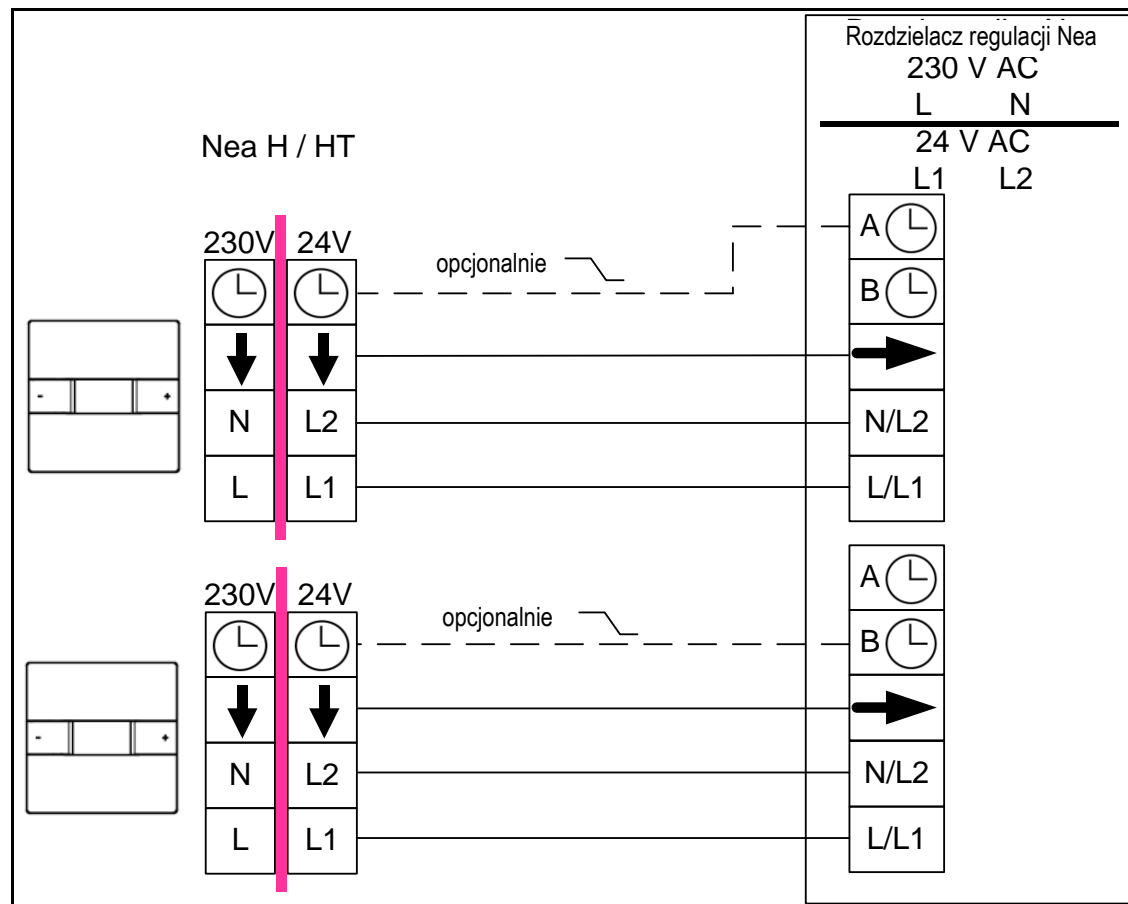 Rozdzielacz regulacji Nea
230 V AC
L N
24 V AC
L1 L2
Nea H / HT
230V 24V
opcjonalnie
A
B
- +
N L2 N/L2
L L1 L/L1
230V 24V
opcjonalnie
A
B
- +
N L2 N/L2
L L1 L/L1